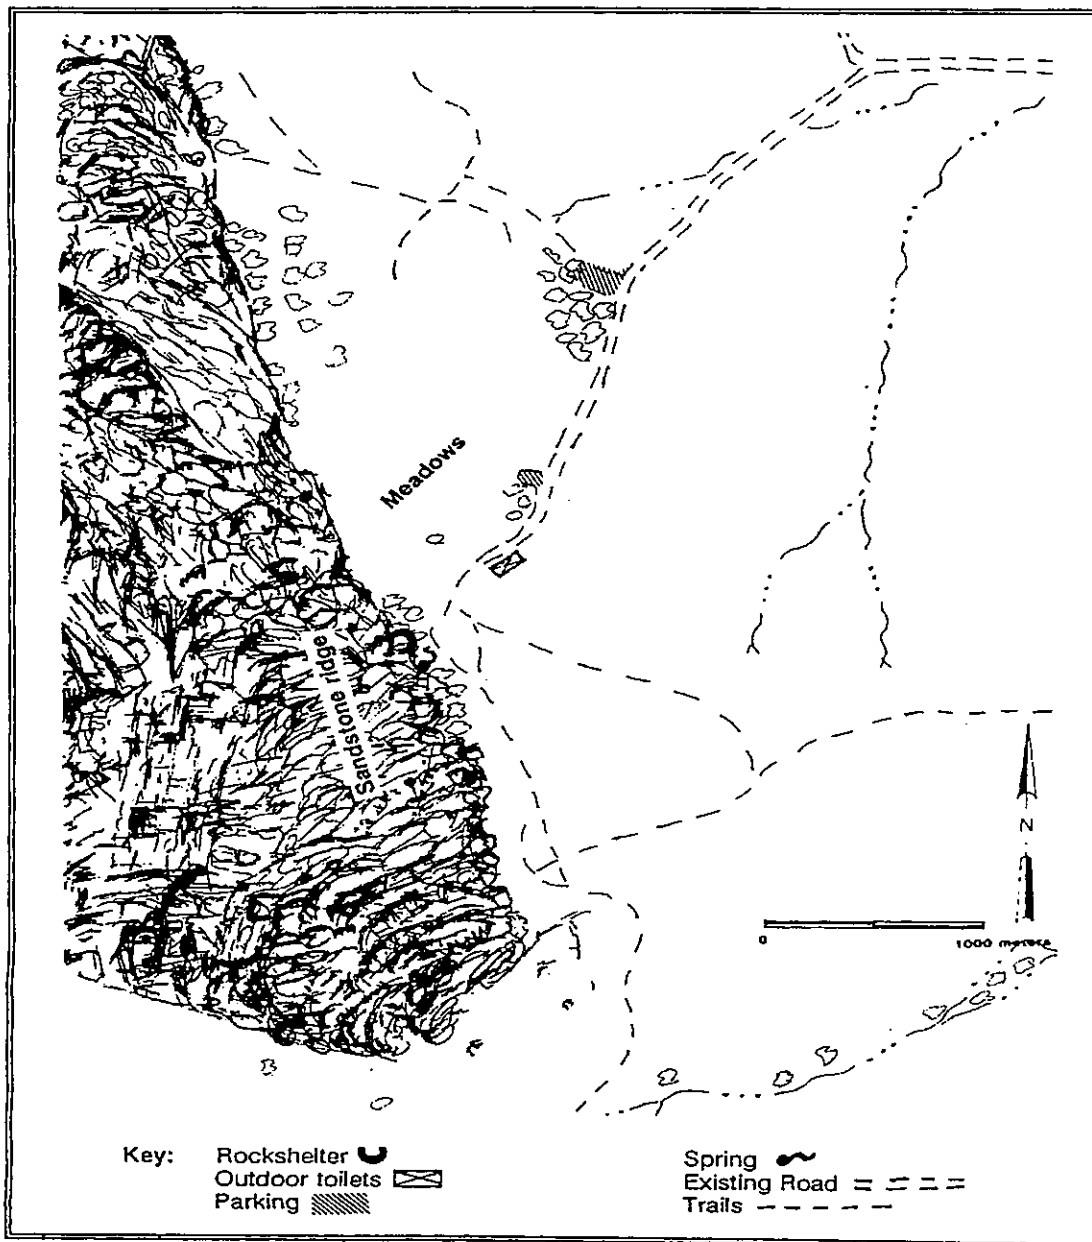 Meadows
Sandstone ridge
N
0
1000 meters
Key:
Rockshelter
Outdoor toilets
Parking
Spring
Existing Road
Trails